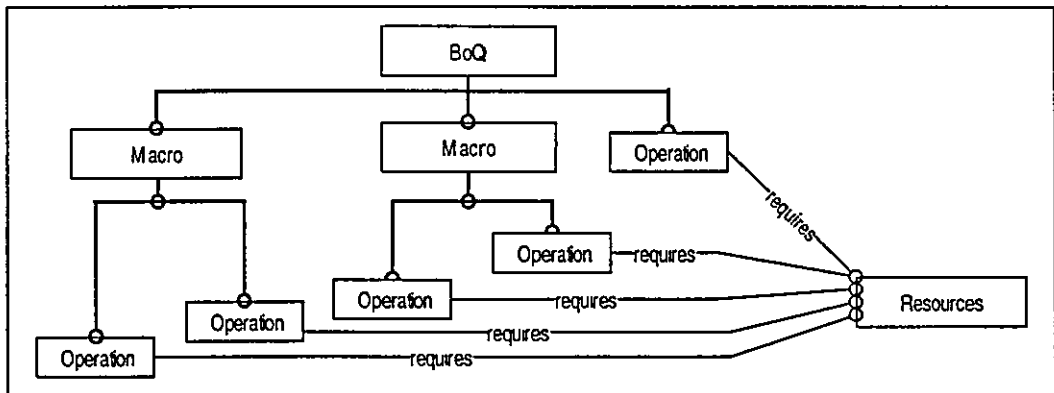 BoQ
Macro
Macro
Operation
requires
Operation
requires
Operation
requires
Resources
Operation
requires
Operation
requires